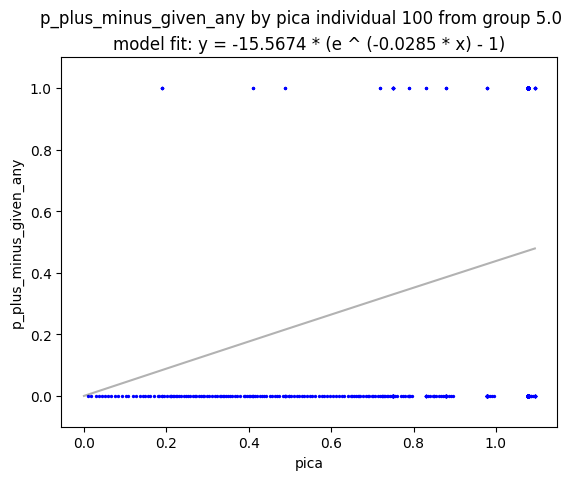 p_plus_minus_given_any by pica individual 100 from group 5.0
model fit: y = -15.5674 * (e ^ (-0.0285 * x) - 1)
1.0
0.8
0.6
0.4
0.2
0.0
p_plus_minus_given_any
0.0 0.2 0.4 0.6 0.8 1.0
pica